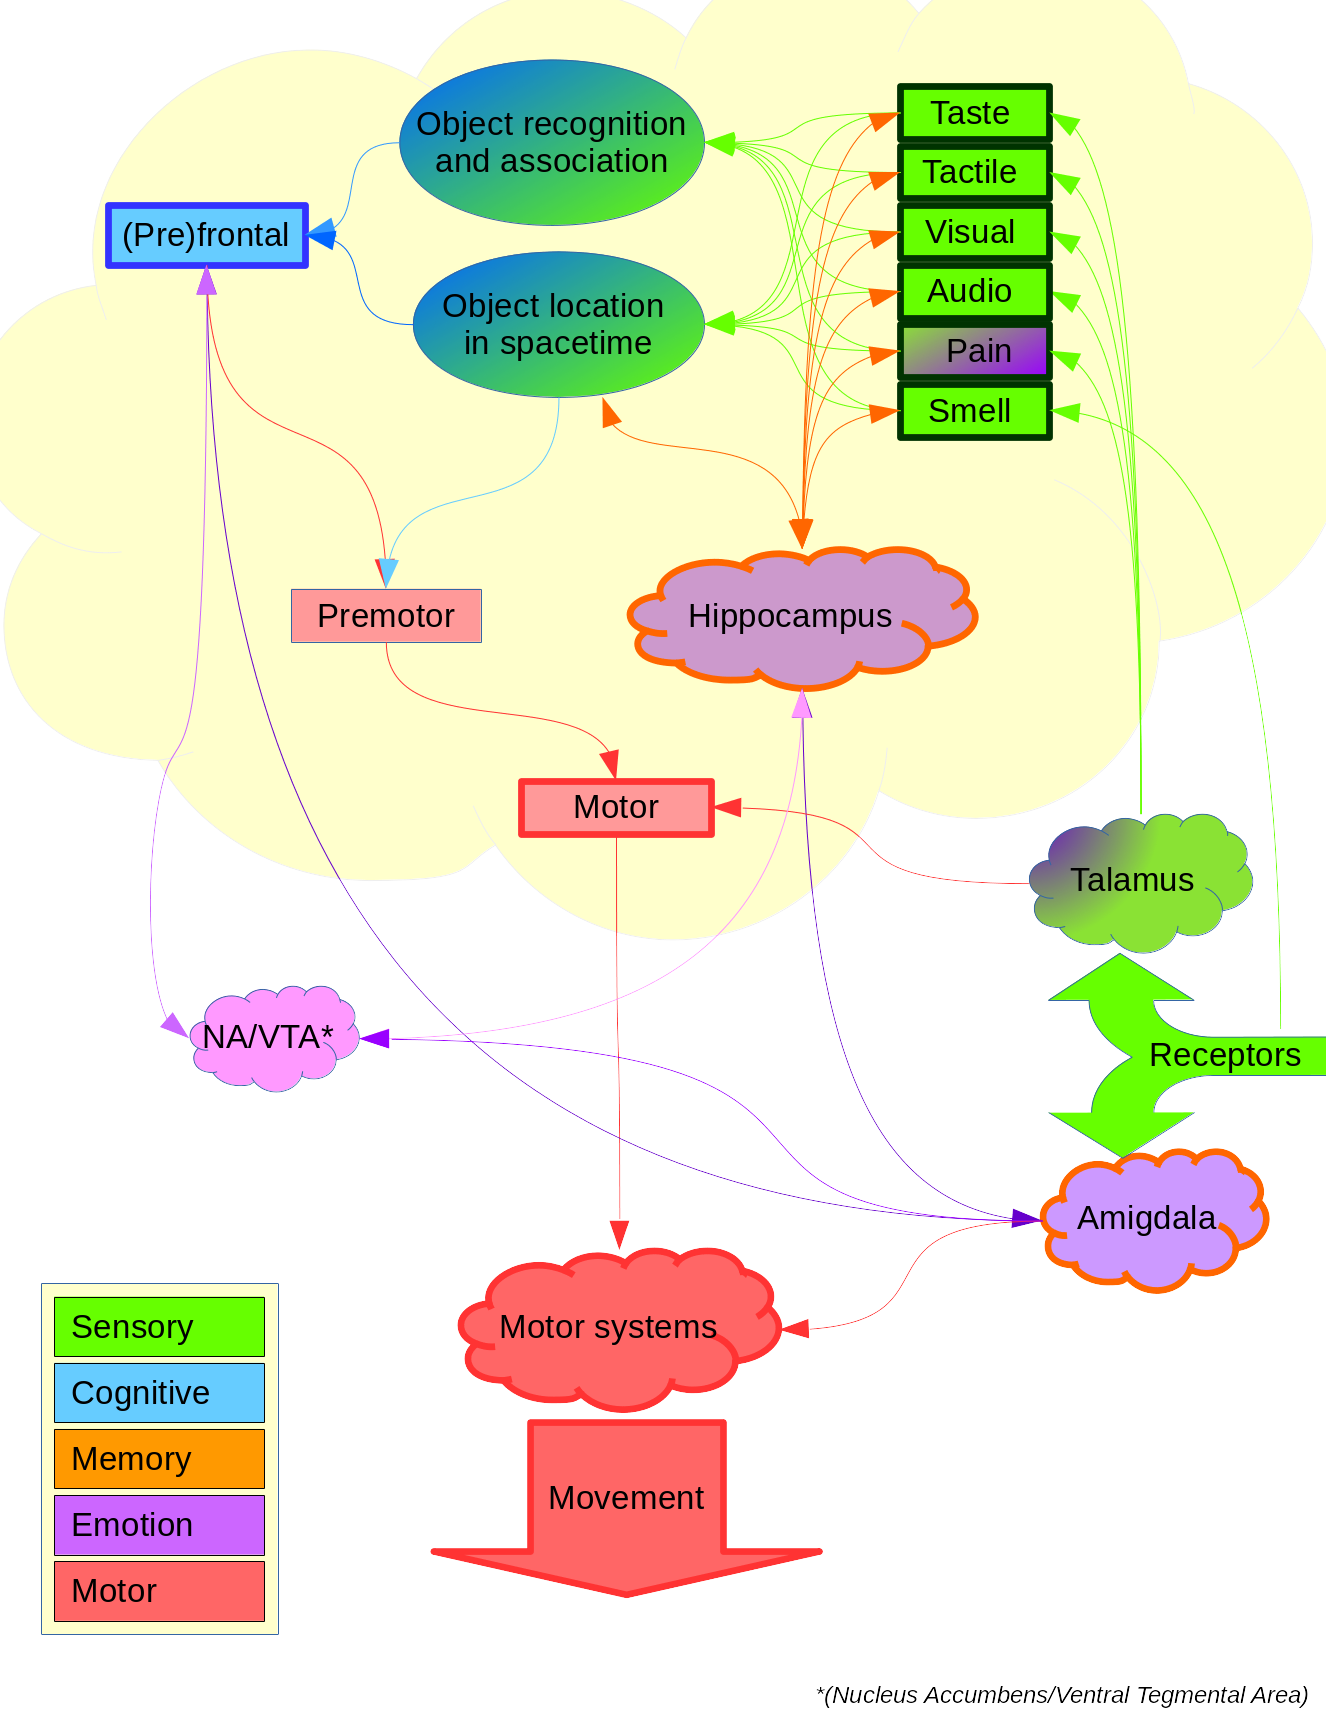 Object recognition
and association
(Pre)frontal
Object location
in spacetime
Taste
Tactile
Visual
Audio
Pain
Smell
Premotor
Hippocampus
Motor
Talamus
NA/VTA*
Receptors
Amigdala
Motor systems
Movement
Sensory
Cognitive
Memory
Emotion
Motor
*(Nucleus Accumbens/Ventral Tegmental Area)